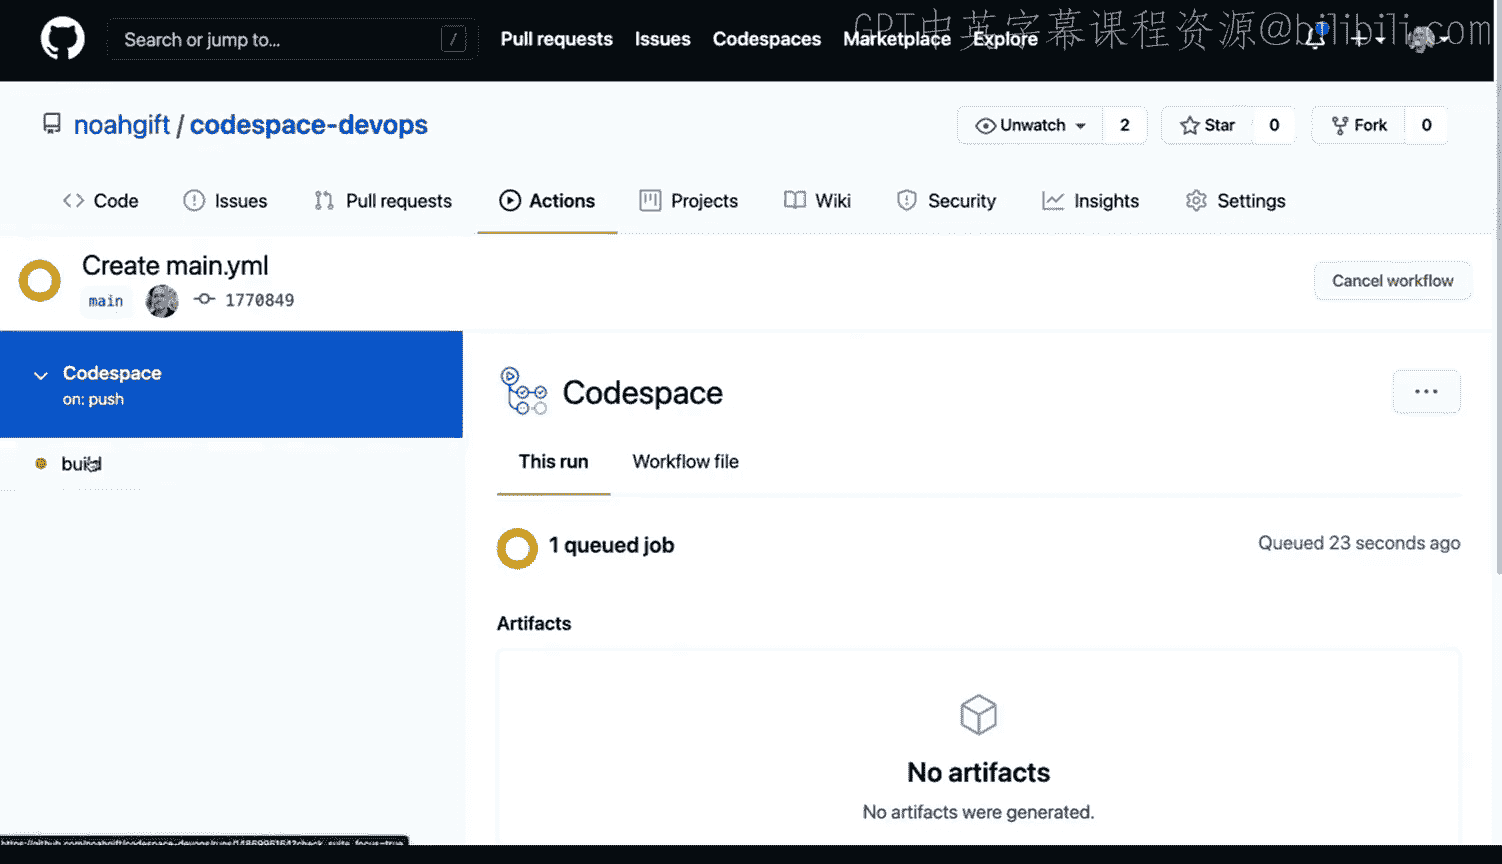 Search or jump to... /
Pull requests Issues Codespaces Marketplace Explore
GPT中英字幕课程资源@bilibili.com
noahgift / codespace-devops
Unwatch 2 Star 0 Fork 0
Code Issues Pull requests Actions Projects Wiki Security Insights Settings
Create main.yml
main 1770849
Cancel workflow
Codespace
on: push
build
Codespace
...
This run Workflow file
1 queued job
Queued 23 seconds ago
Artifacts
No artifacts
No artifacts were generated.